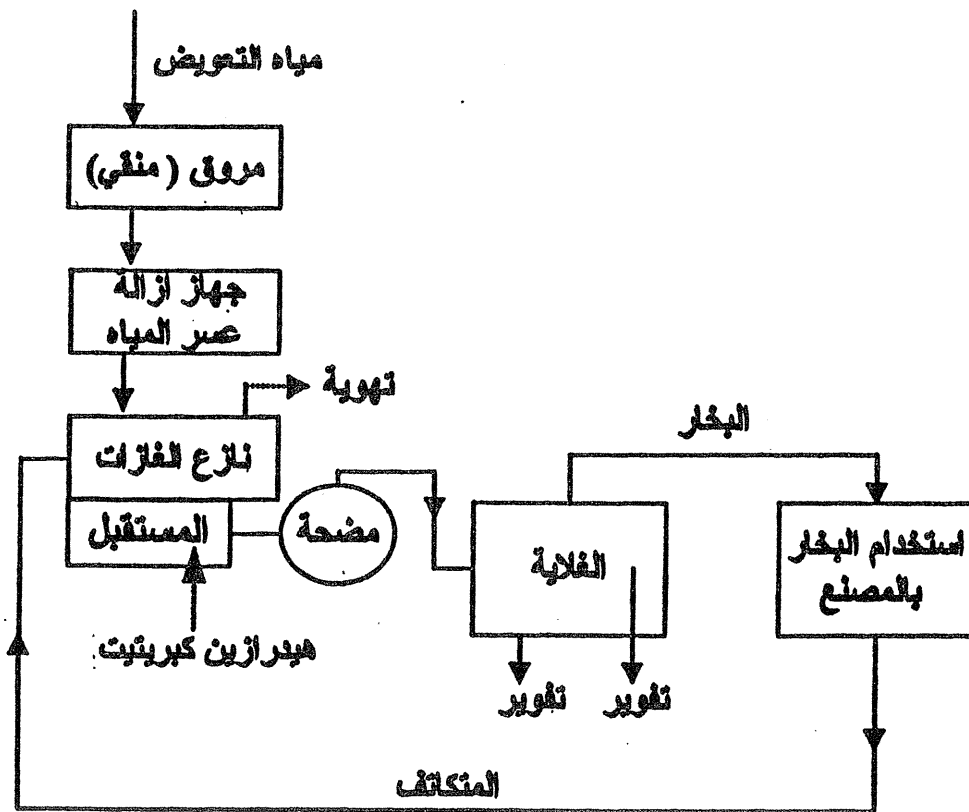 مياه التعويض
مروق (منقي)
جهاز ازالة
عسر المياه
تهوية
نازع الغازات
المستقبل
مضخة
هيدرازين كبريتيت
البخار
الغلاية
استخدام البخار
بالمصنع
تفوير
تفوير
المتكاتف